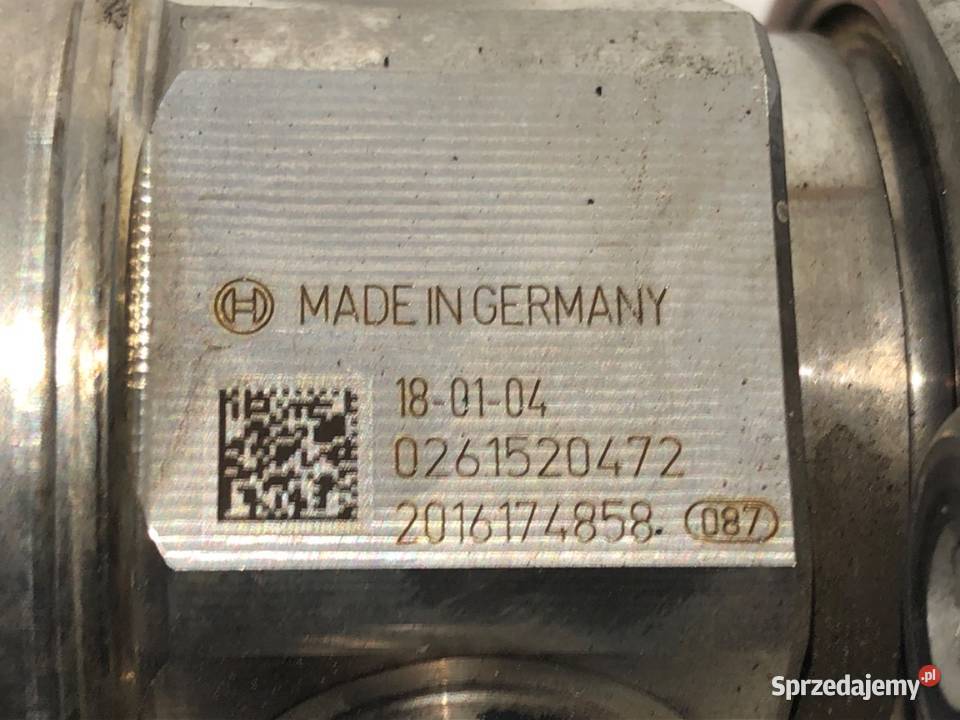 MADE IN GERMANY
18-01-04
0261520472
2016174858. 087
Sprzedajemy.pl